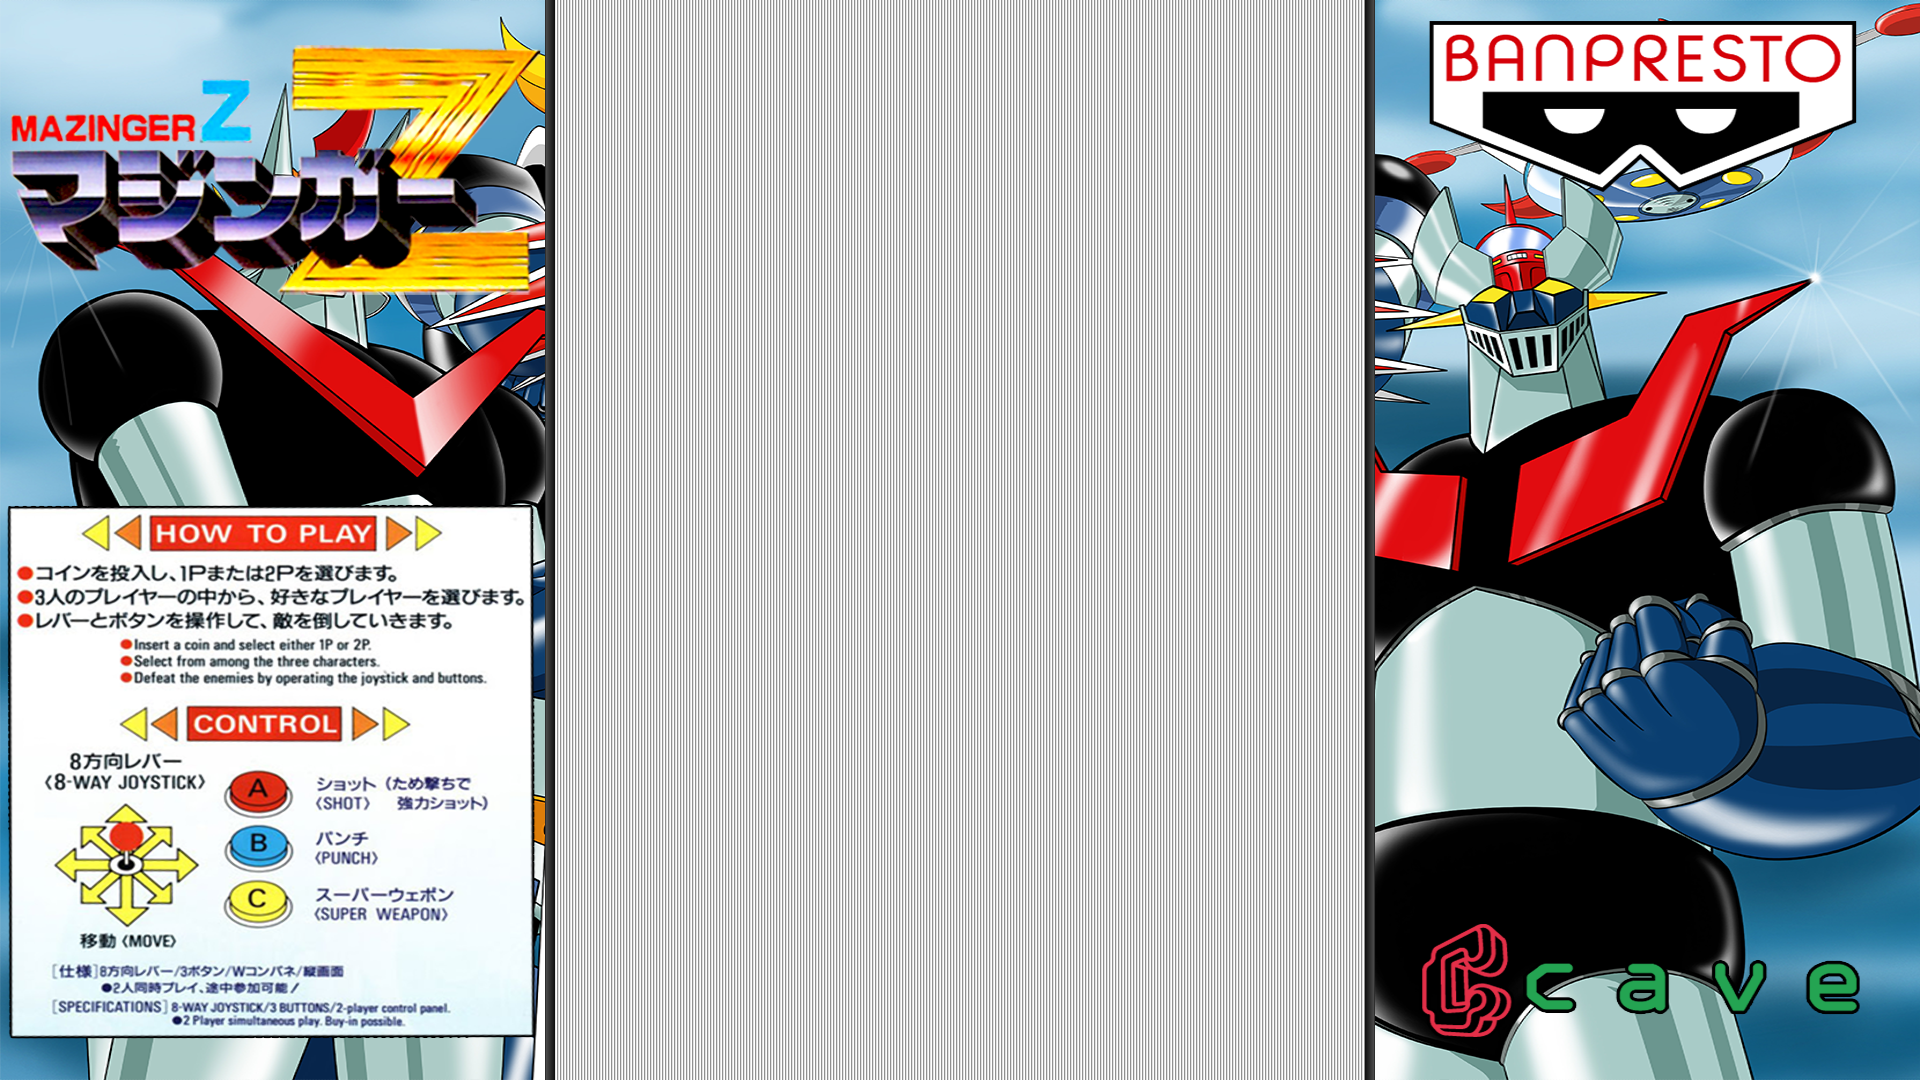 MAZINGER Z
マジンガーZ
BANPRESTO
HOW TO PLAY
●コインを投入し、1Pまたは2Pを選びます。
●3人のプレイヤーの中から、好きなプレイヤーを選びます。
●レバーとボタンを操作して、敵を倒していきます。
●Insert a coin and select either 1P or 2P.
●Select from among the three characters.
●Defeat the enemies by operating the joystick and buttons.
CONTROL
8方向レバー
〈8-WAY JOYSTICK〉
移動〈MOVE〉
A
ショット（ため撃ちで
〈SHOT〉 強力ショット）
B
パンチ
〈PUNCH〉
C
スーパーウェポン
〈SUPER WEAPON〉
［仕様］8方向レバー/3ボタン/Wコンパネ/縦画面
●2人同時プレイ、途中参加可能！
［SPECIFICATIONS］8-WAY JOYSTICK/3 BUTTONS/2-player control panel.
●2 Player simultaneous play. Buy-in possible.
cave